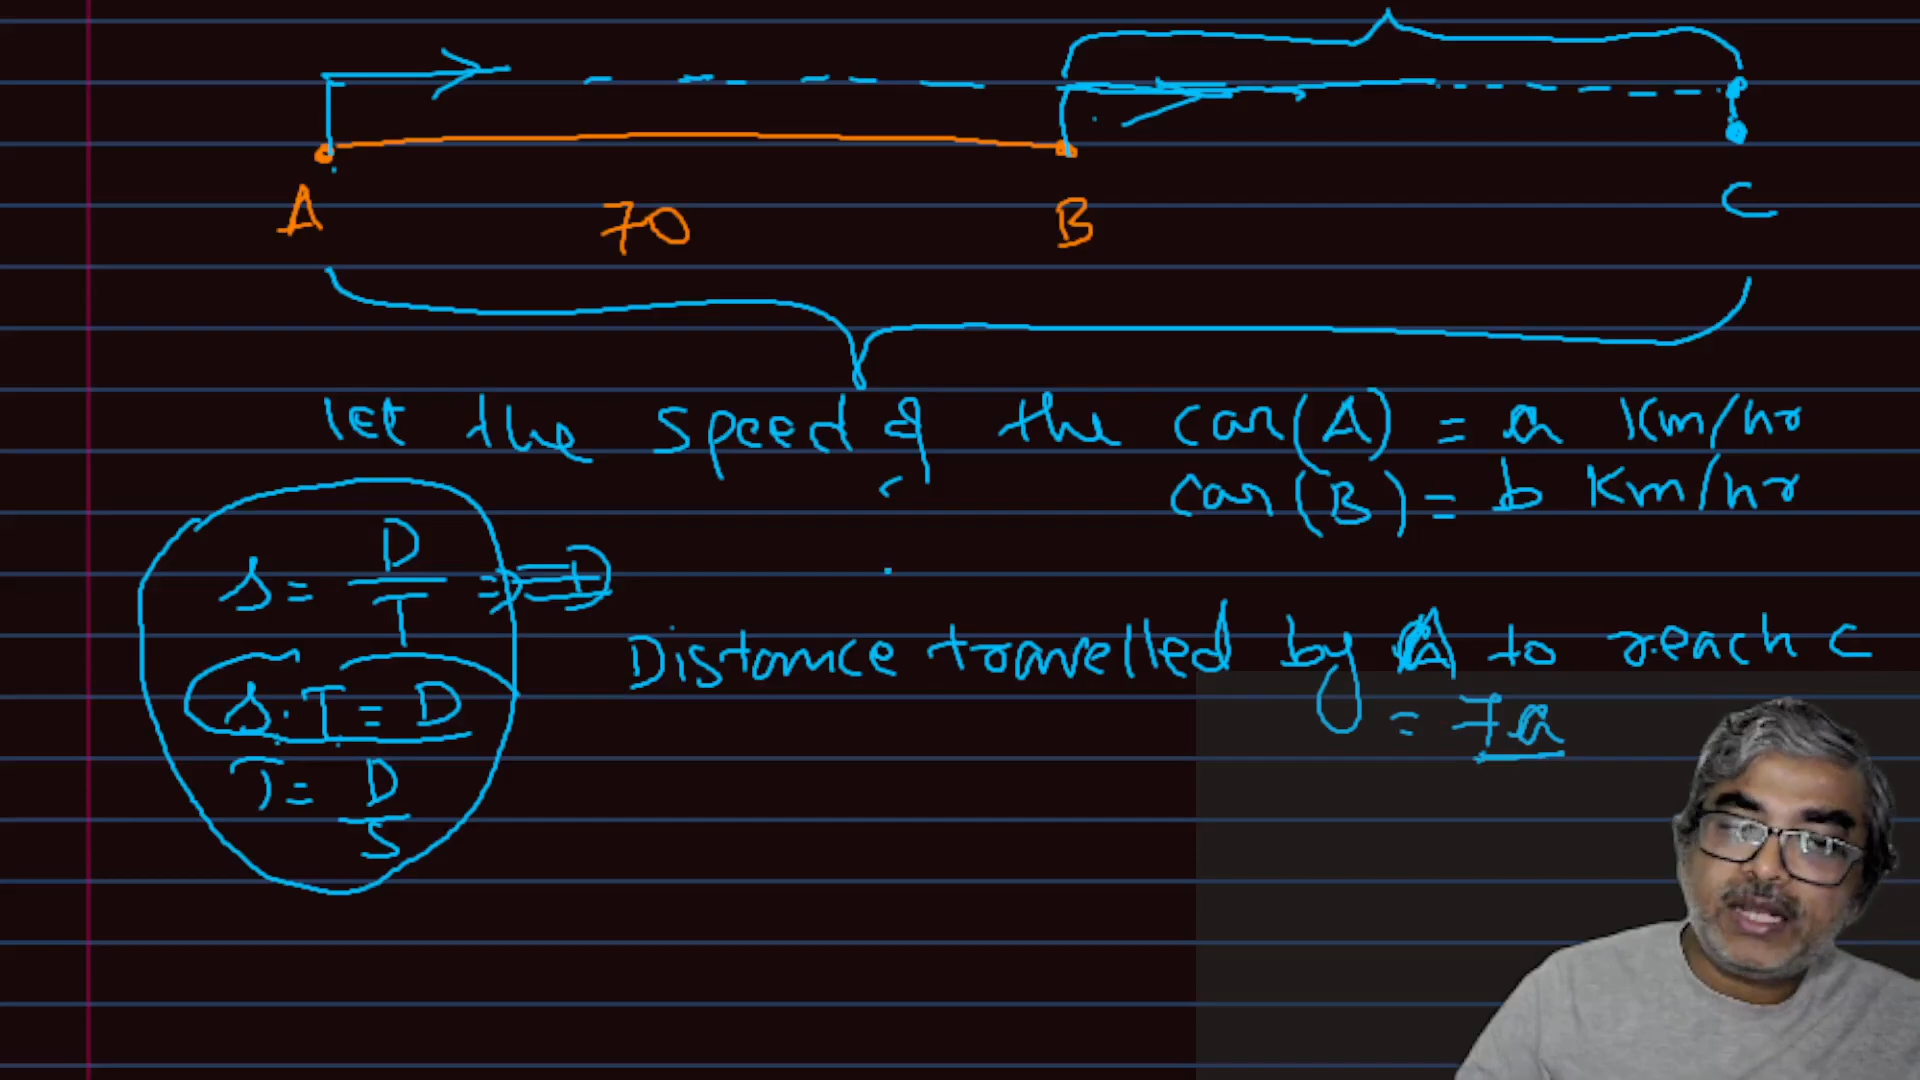 A 70 B C
let the speed of the car(A) = a Km/hr
car(B) = b Km/hr
s = D/T =>
Distance travelled by A to reach C
= 7a
s.T = D
T = D/S